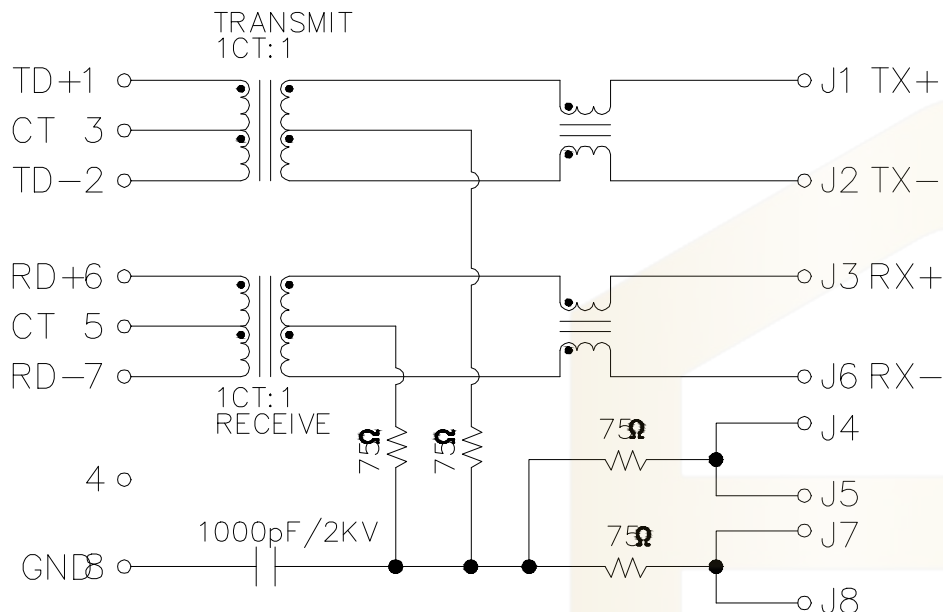 TRANSMIT
1CT:1
TD+1
J1 TX+
CT 3
TD-2
J2 TX-
RD+6
J3 RX+
CT 5
RD-7
J6 RX-
1CT:1
RECEIVE
75Ω
75Ω
75Ω
J4
4
J5
1000pF/2KV
75Ω
J7
GND8
J8